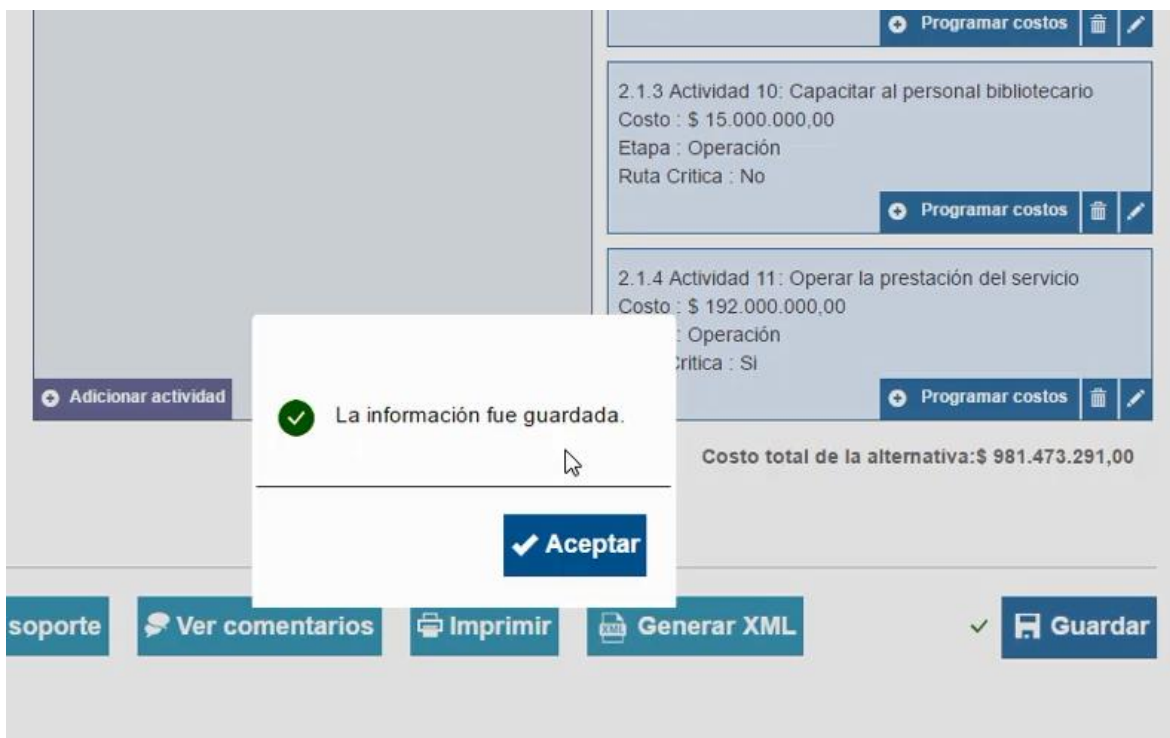 Programar costos
2.1.3 Actividad 10: Capacitar al personal bibliotecario
Costo : $ 15.000.000,00
Etapa : Operación
Ruta Critica : No
Programar costos
2.1.4 Actividad 11: Operar la prestación del servicio
Costo : $ 192.000.000,00
: Operación
Critica : Si
Adicionar actividad
Programar costos
La información fue guardada.
Costo total de la alternativa:$ 981.473.291,00
Aceptar
soporte
Ver comentarios
Imprimir
XML
Generar XML
Guardar